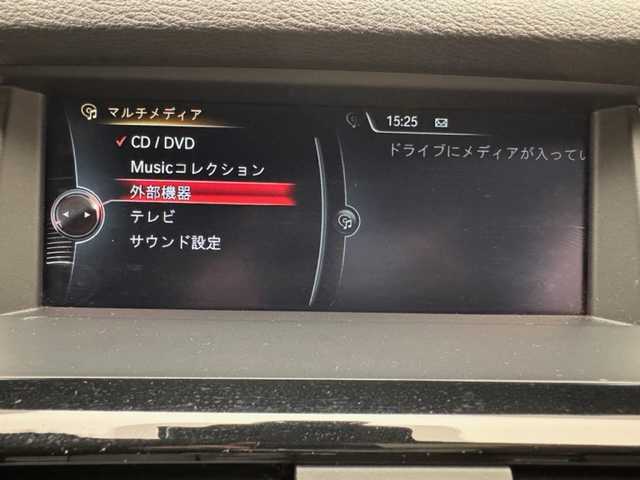 マルチメディア
15:25
CD / DVD
ドライブにメディアが入ってい
Musicコレクション
外部機器
テレビ
サウンド設定